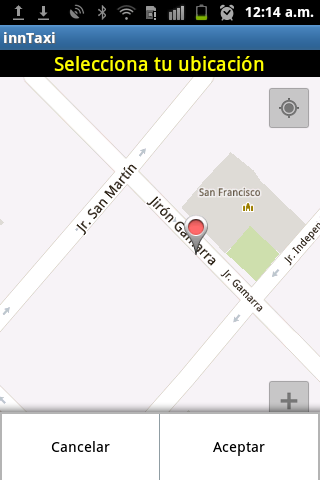 12:14 a.m.
innTaxi
Selecciona tu ubicación
Jr. San Martín
San Francisco
Jirón Gamarra
Jr. Gamarra
Jr. Indepen
Cancelar
Aceptar